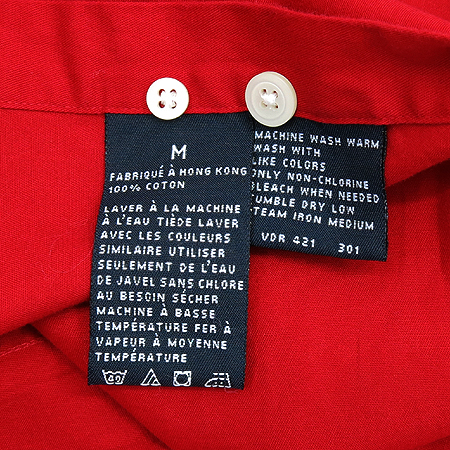 M
FABRIQUÉ À HONG KONG
100% COTON
LAVER À LA MACHINE
À L'EAU TIÈDE LAVER
AVEC LES COULEURS
SIMILAIRE UTILISER
SEULEMENT DE L'EAU
DE JAVEL SANS CHLORE
AU BESOIN SÉCHER
MACHINE À BASSE
TEMPÉRATURE FER À
VAPEUR À MOYENNE
TEMPÉRATURE
40
MACHINE WASH WARM
WASH WITH
LIKE COLORS
ONLY NON-CHLORINE
BLEACH WHEN NEEDED
TUMBLE DRY LOW
STEAM IRON MEDIUM
VDR 421 301